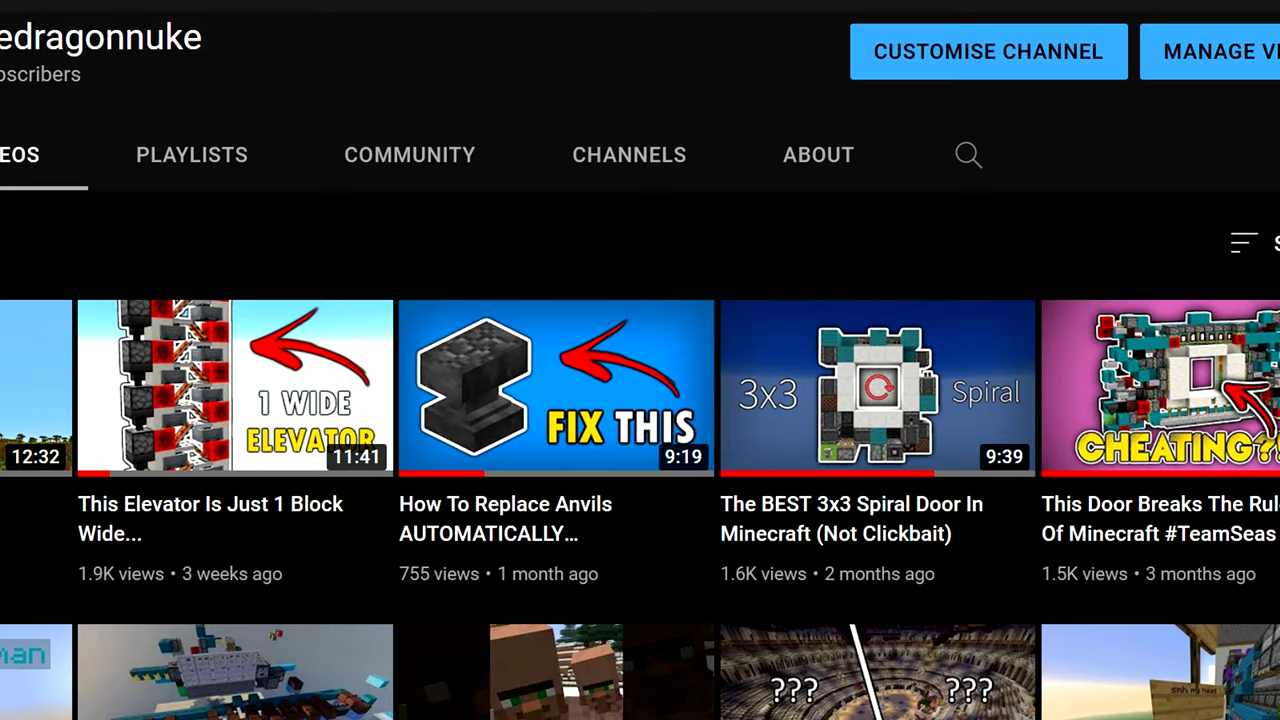 edragonnuke
bscribers
CUSTOMISE CHANNEL
MANAGE VI
EOS
PLAYLISTS
COMMUNITY
CHANNELS
ABOUT
S
12:32
1 WIDE
ELEVATOR
11:41
FIX THIS
9:19
3x3
Spiral
9:39
CHEATING?!
This Elevator Is Just 1 Block
Wide...
1.9K views • 3 weeks ago
How To Replace Anvils
AUTOMATICALLY...
755 views • 1 month ago
The BEST 3x3 Spiral Door In
Minecraft (Not Clickbait)
1.6K views • 2 months ago
This Door Breaks The Rul
Of Minecraft #TeamSeas
1.5K views • 3 months ago
man
???
???